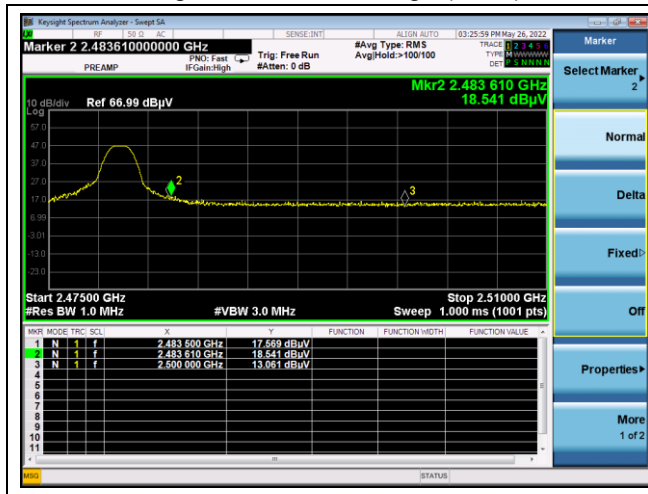 Keysight Spectrum Analyzer - Swept SA
RF 50 Ω AC SENSE:INT ALIGN AUTO 03:25:59 PM May 26, 2022
Marker 2 2.483610000000 GHz
PREAMP
PNO: Fast
IFGain:High
Trig: Free Run
#Atten: 0 dB
#Avg Type: RMS
Avg|Hold:>100/100
TRACE 1 2 3 4 5 6
TYPE MWWWWW
DET P S N N N N
Mkr2 2.483 610 GHz
18.541 dBµV
10 dB/div Ref 66.99 dBµV
Log
57.0
47.0
37.0
27.0
17.0
6.99
-3.01
-13.0
-23.0
2
3
Start 2.47500 GHz Stop 2.51000 GHz
#Res BW 1.0 MHz #VBW 3.0 MHz Sweep 1.000 ms (1001 pts)
MKR MODE TRC SCL X Y FUNCTION FUNCTION WIDTH FUNCTION VALUE
1 N 1 f 2.483 500 GHz 17.569 dBuV
2 N 1 f 2.483 610 GHz 18.541 dBuV
3 N 1 f 2.500 000 GHz 13.061 dBuV
4
5
6
7
8
9
10
11
MSG STATUS
Marker
Select Marker
2
Normal
Delta
Fixed
Off
Properties
More
1 of 2